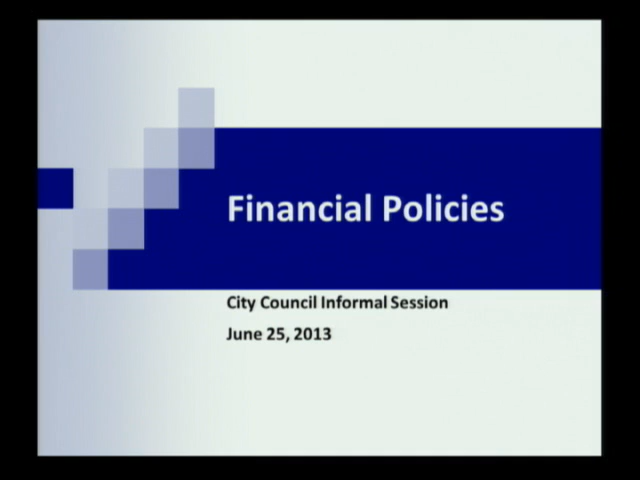 Financial Policies
City Council Informal Session
June 25, 2013